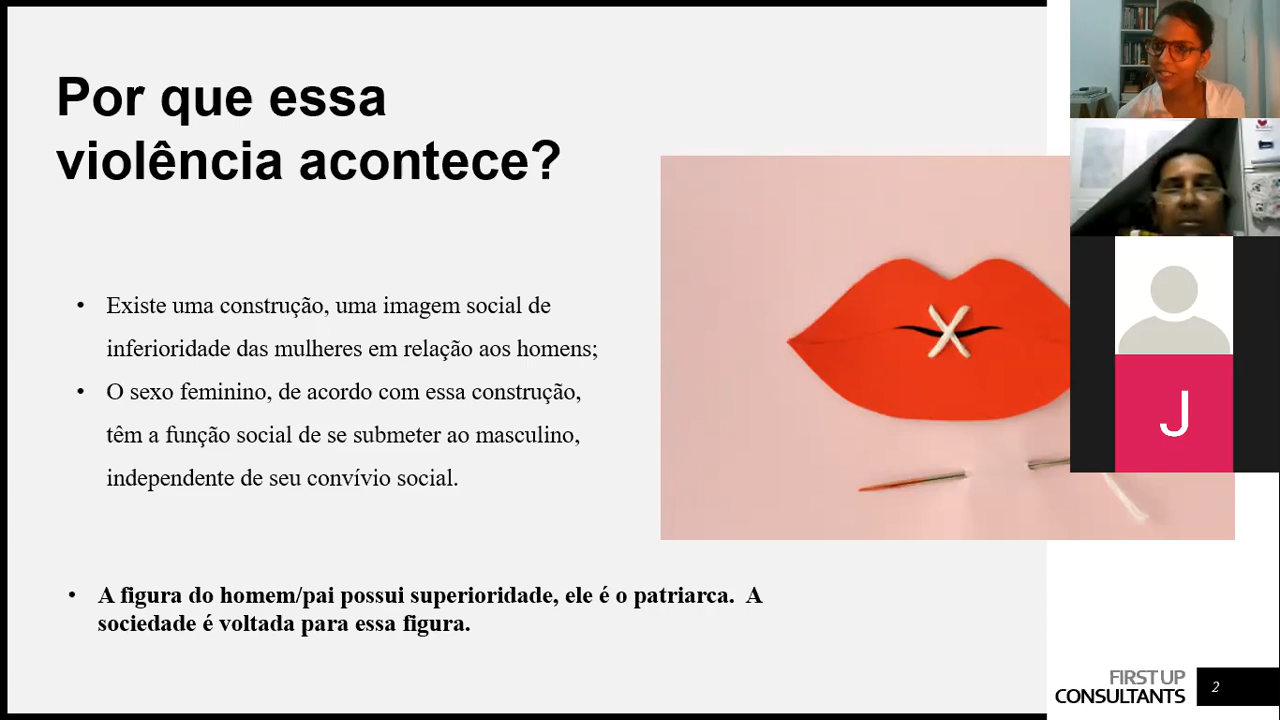 Por que essa
violência acontece?
• Existe uma construção, uma imagem social de
inferioridade das mulheres em relação aos homens;
• O sexo feminino, de acordo com essa construção,
têm a função social de se submeter ao masculino,
independente de seu convívio social.
• A figura do homem/pai possui superioridade, ele é o patriarca. A
sociedade é voltada para essa figura.
J
FIRST UP
CONSULTANTS
2